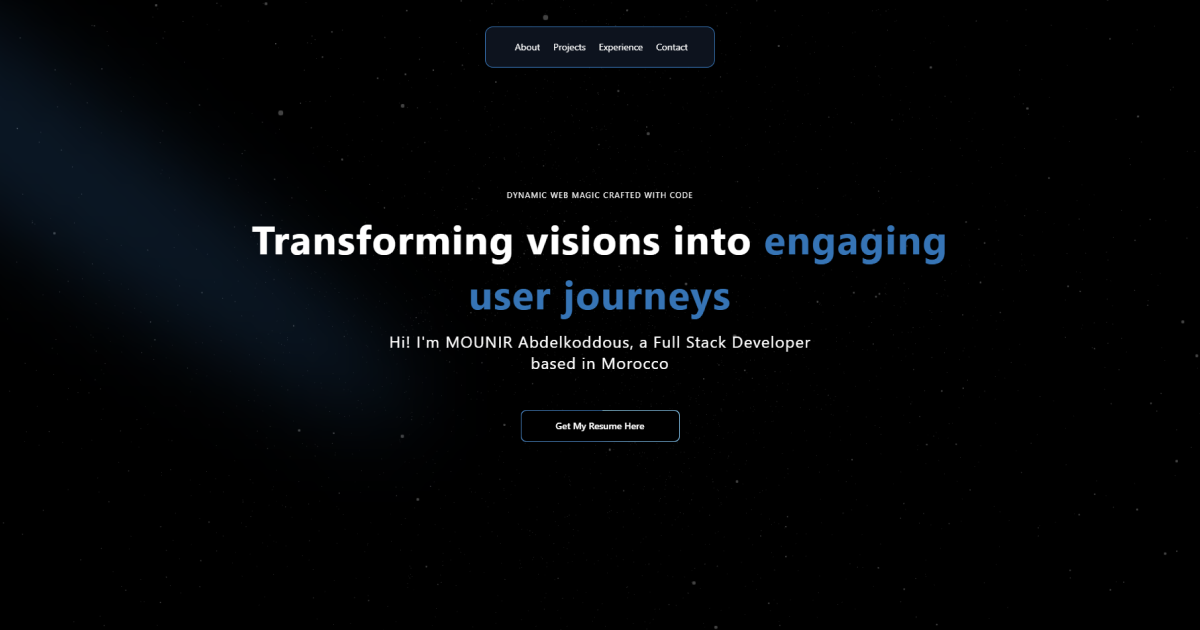 About Projects Experience Contact
DYNAMIC WEB MAGIC CRAFTED WITH CODE
Transforming visions into engaging
user journeys
Hi! I'm MOUNIR Abdelkoddous, a Full Stack Developer
based in Morocco
Get My Resume Here